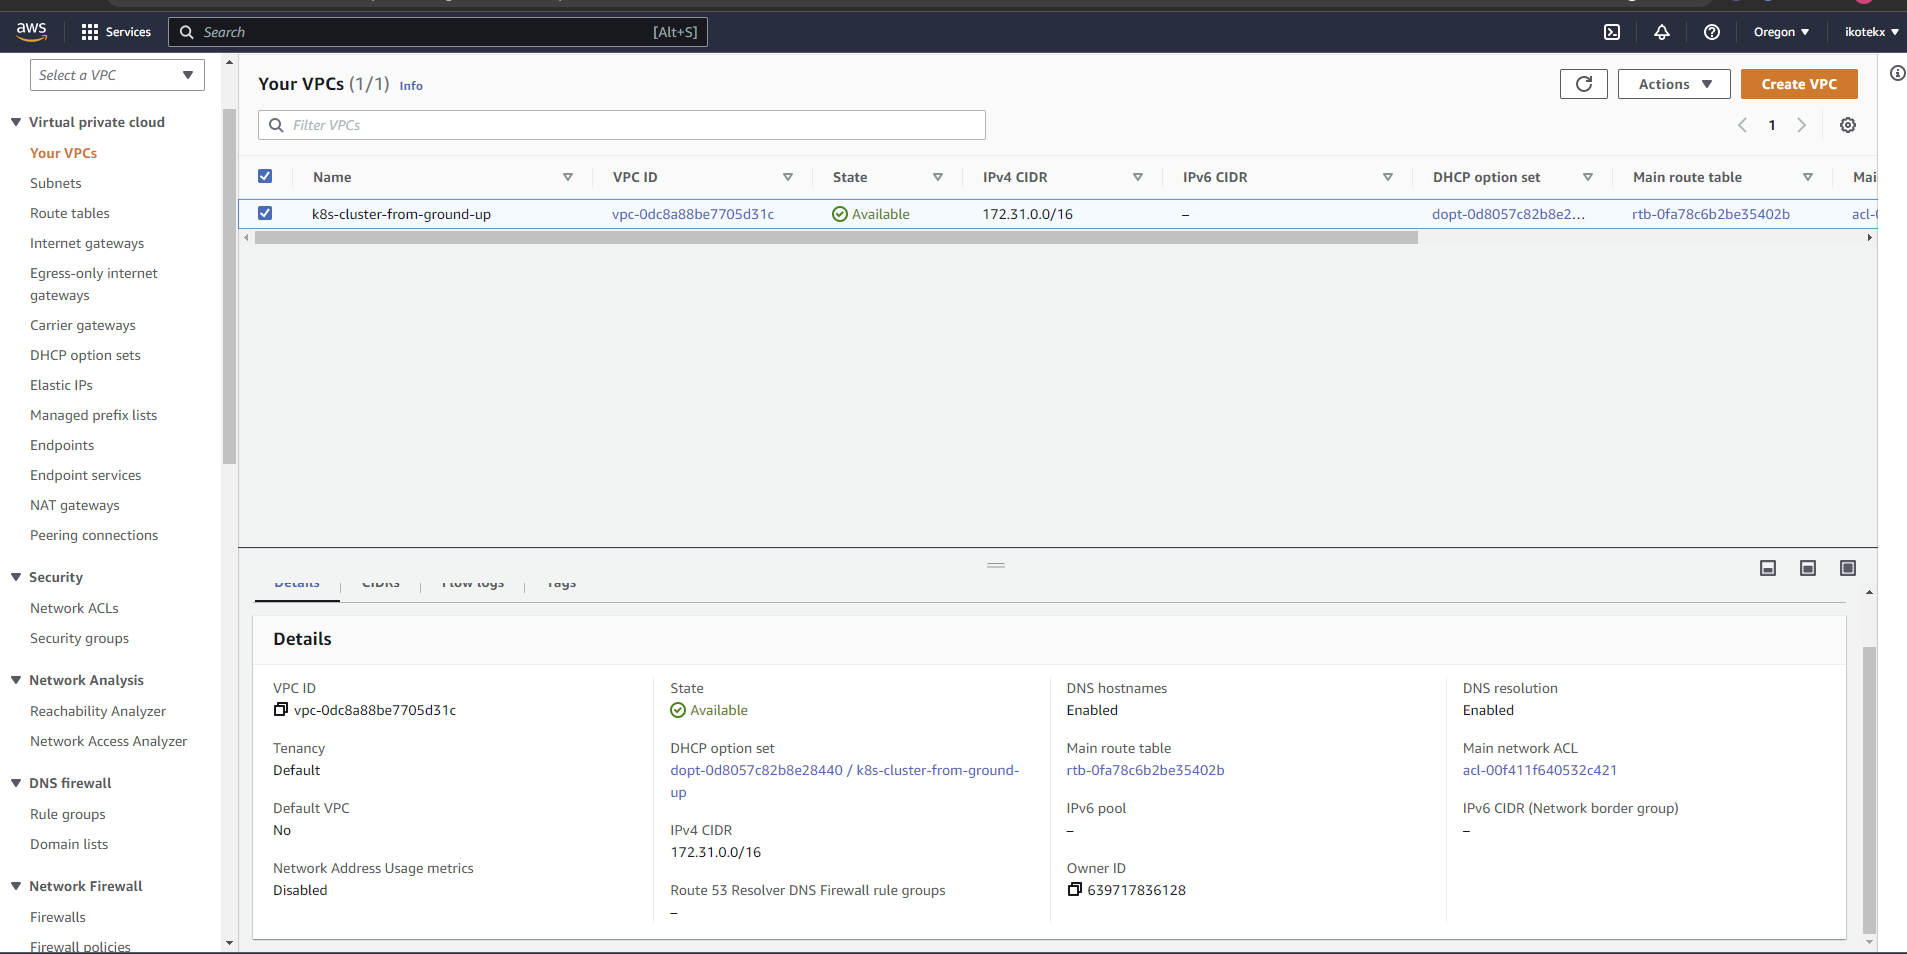 aws
Services
Search
[Alt+S]
Oregon
ikotekx
Select a VPC
Virtual private cloud
Your VPCs
Subnets
Route tables
Internet gateways
Egress-only internet
gateways
Carrier gateways
DHCP option sets
Elastic IPs
Managed prefix lists
Endpoints
Endpoint services
NAT gateways
Peering connections
Security
Network ACLs
Security groups
Network Analysis
Reachability Analyzer
Network Access Analyzer
DNS firewall
Rule groups
Domain lists
Network Firewall
Firewalls
Firewall policies
Your VPCs (1/1) Info
Actions
Create VPC
Filter VPCs
1
Name VPC ID State IPv4 CIDR IPv6 CIDR DHCP option set Main route table Mai
k8s-cluster-from-ground-up vpc-0dc8a88be7705d31c Available 172.31.0.0/16 – dopt-0d8057c82b8e2... rtb-0fa78c6b2be35402b acl-0
Details CIDRs Flow logs Tags
Details
VPC ID
vpc-0dc8a88be7705d31c
Tenancy
Default
Default VPC
No
Network Address Usage metrics
Disabled
State
Available
DHCP option set
dopt-0d8057c82b8e28440 / k8s-cluster-from-ground-
up
IPv4 CIDR
172.31.0.0/16
Route 53 Resolver DNS Firewall rule groups
–
DNS hostnames
Enabled
Main route table
rtb-0fa78c6b2be35402b
IPv6 pool
–
Owner ID
639717836128
DNS resolution
Enabled
Main network ACL
acl-00f411f640532c421
IPv6 CIDR (Network border group)
–